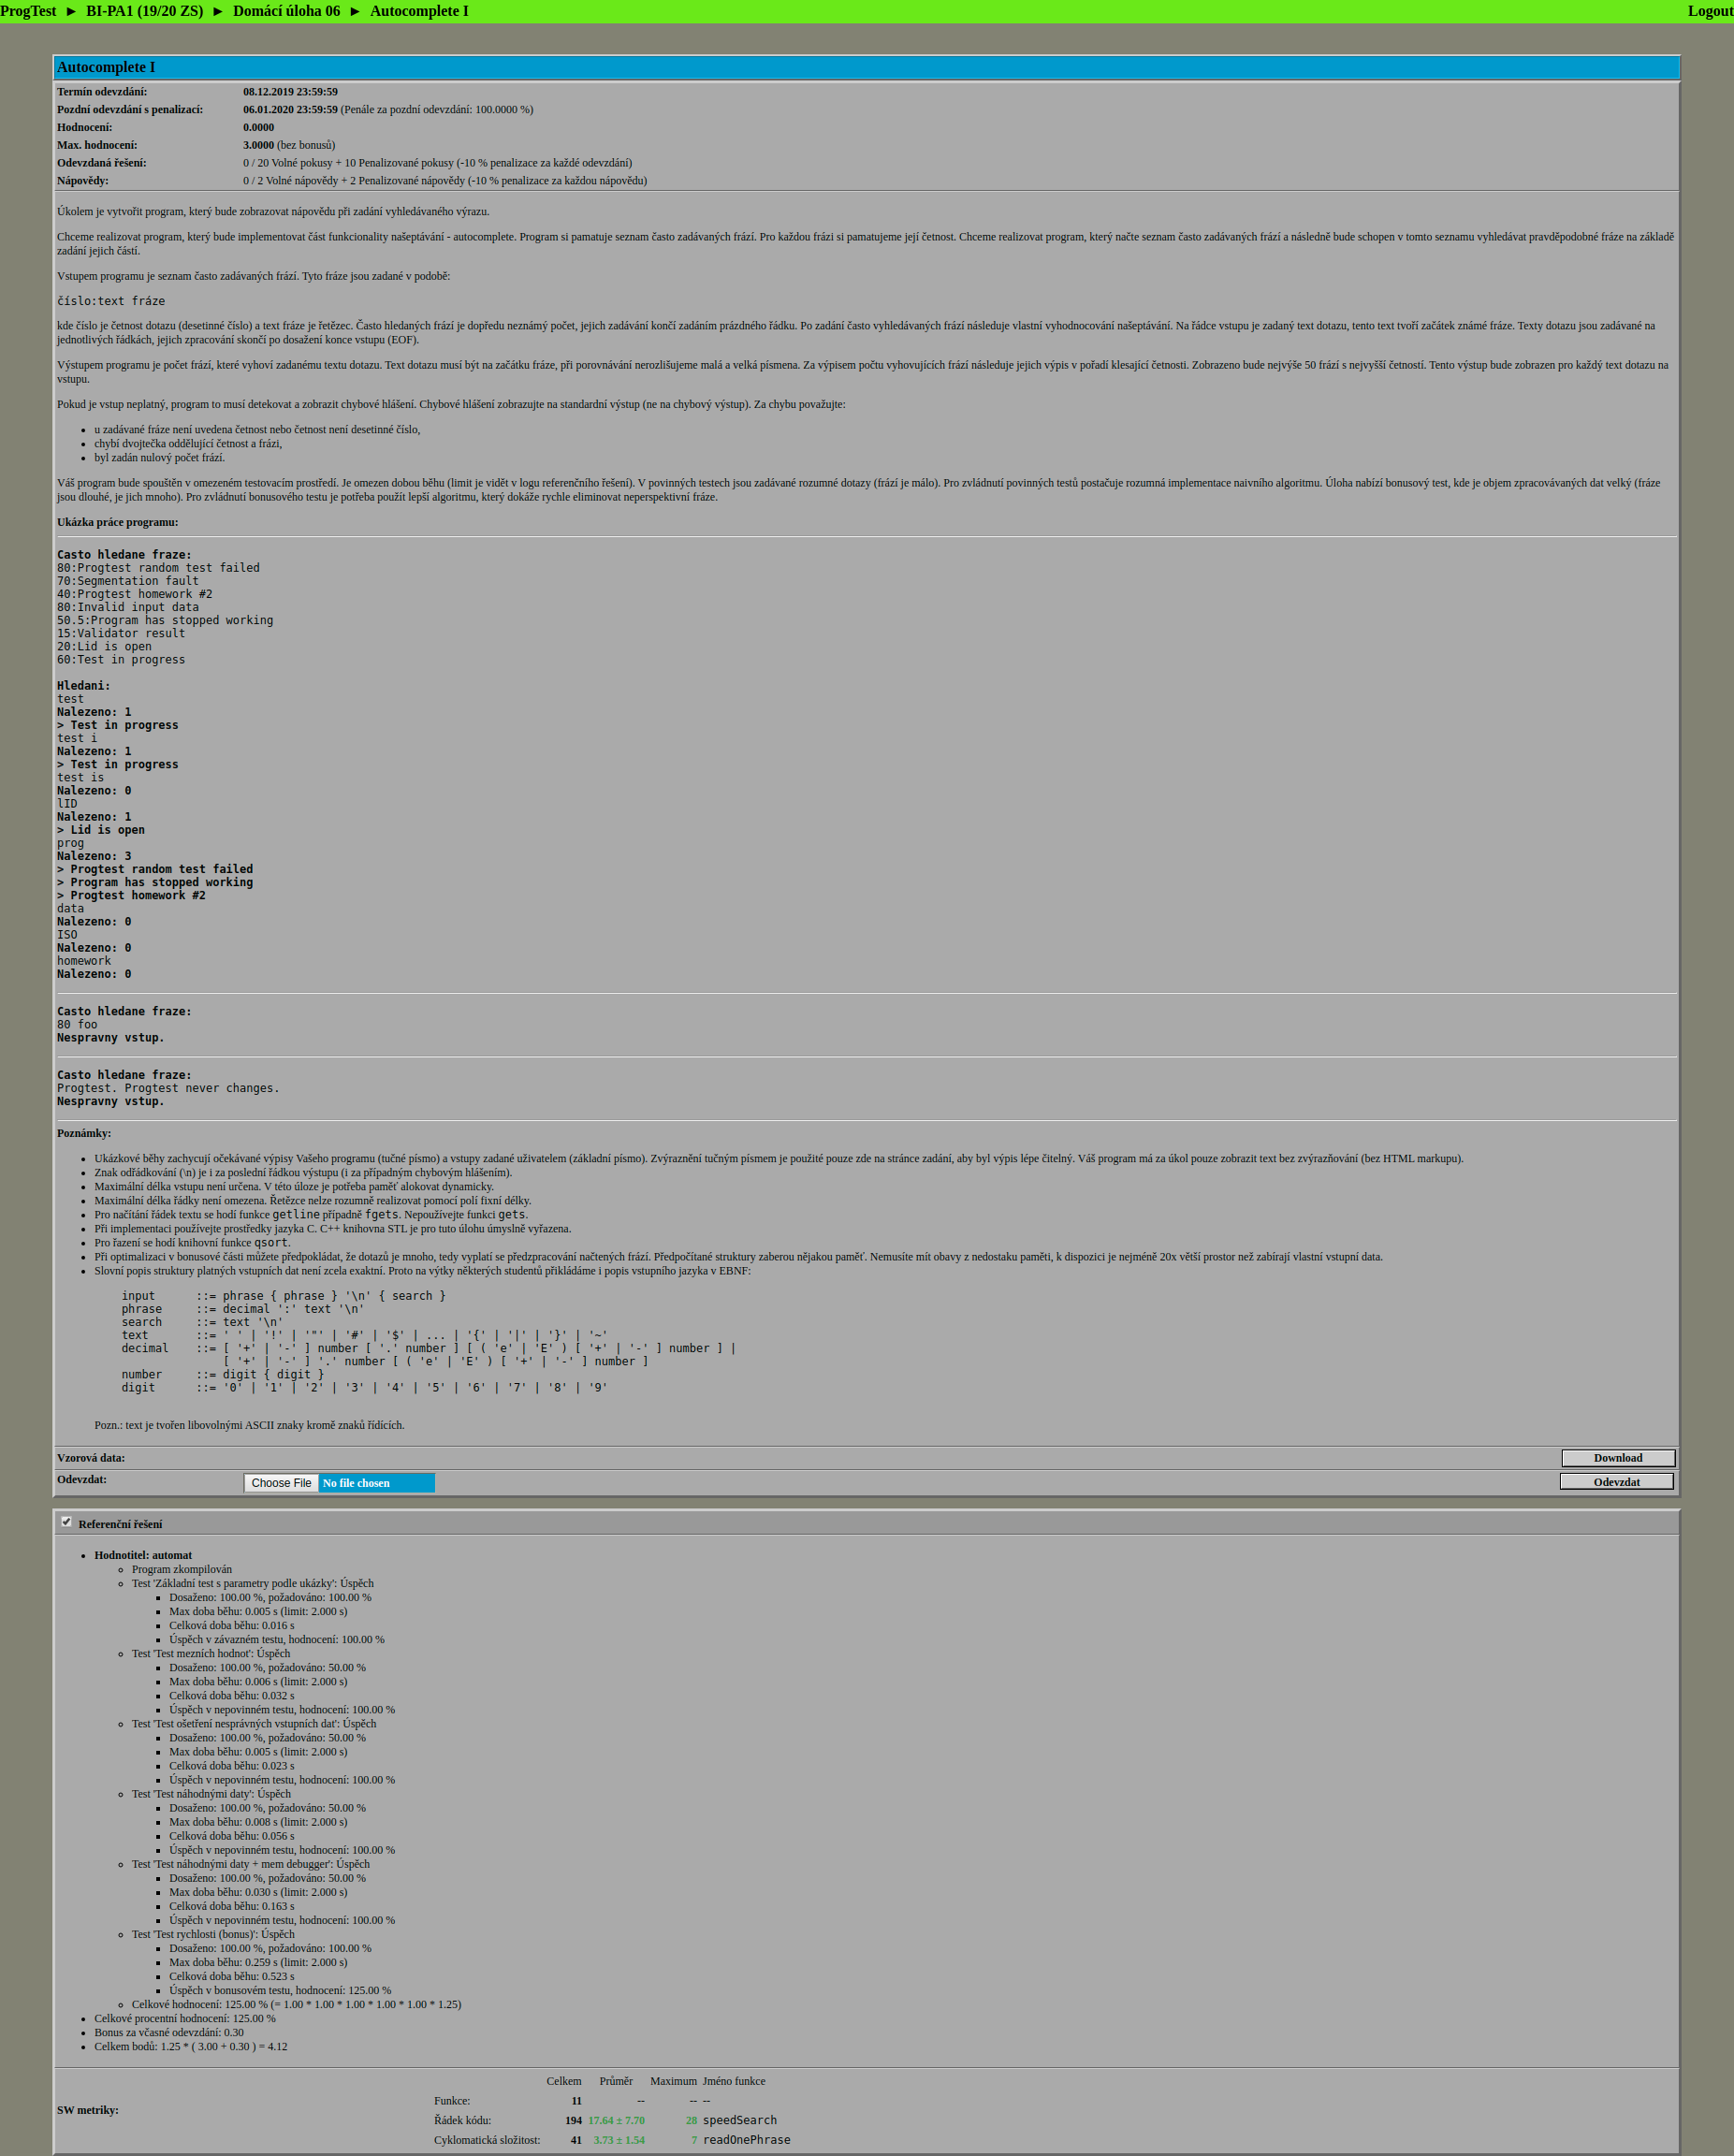 ProgTest ► BI-PA1 (19/20 ZS) ► Domácí úloha 06 ► Autocomplete I Logout
Autocomplete I
Termín odevzdání: 08.12.2019 23:59:59
Pozdní odevzdání s penalizací: 06.01.2020 23:59:59 (Penále za pozdní odevzdání: 100.0000 %)
Hodnocení: 0.0000
Max. hodnocení: 3.0000 (bez bonusů)
Odevzdaná řešení: 0 / 20 Volné pokusy + 10 Penalizované pokusy (-10 % penalizace za každé odevzdání)
Nápovědy: 0 / 2 Volné nápovědy + 2 Penalizované nápovědy (-10 % penalizace za každou nápovědu)
Úkolem je vytvořit program, který bude zobrazovat nápovědu při zadání vyhledávaného výrazu.
Chceme realizovat program, který bude implementovat část funkcionality našeptávání - autocomplete. Program si pamatuje seznam často zadávaných frází. Pro každou frázi si pamatujeme její četnost. Chceme realizovat program, který načte seznam často zadávaných frází a následně bude schopen v tomto seznamu vyhledávat pravděpodobné fráze na základě
zadání jejich částí.
Vstupem programu je seznam často zadávaných frází. Tyto fráze jsou zadané v podobě:
číslo:text fráze
kde číslo je četnost dotazu (desetinné číslo) a text fráze je řetězec. Často hledaných frází je dopředu neznámý počet, jejich zadávání končí zadáním prázdného řádku. Po zadání často vyhledávaných frází následuje vlastní vyhodnocování našeptávání. Na řádce vstupu je zadaný text dotazu, tento text tvoří začátek známé fráze. Texty dotazu jsou zadávané na
jednotlivých řádkách, jejich zpracování skončí po dosažení konce vstupu (EOF).
Výstupem programu je počet frází, které vyhoví zadanému textu dotazu. Text dotazu musí být na začátku fráze, při porovnávání nerozlišujeme malá a velká písmena. Za výpisem počtu vyhovujících frází následuje jejich výpis v pořadí klesající četnosti. Zobrazeno bude nejvýše 50 frází s nejvyšší četností. Tento výstup bude zobrazen pro každý text dotazu na
vstupu.
Pokud je vstup neplatný, program to musí detekovat a zobrazit chybové hlášení. Chybové hlášení zobrazujte na standardní výstup (ne na chybový výstup). Za chybu považujte:
• u zadávané fráze není uvedena četnost nebo četnost není desetinné číslo,
• chybí dvojtečka oddělující četnost a frázi,
• byl zadán nulový počet frází.
Váš program bude spouštěn v omezeném testovacím prostředí. Je omezen dobou běhu (limit je vidět v logu referenčního řešení). V povinných testech jsou zadávané rozumné dotazy (frází je málo). Pro zvládnutí povinných testů postačuje rozumná implementace naivního algoritmu. Úloha nabízí bonusový test, kde je objem zpracovávaných dat velký (fráze
jsou dlouhé, je jich mnoho). Pro zvládnutí bonusového testu je potřeba použít lepší algoritmu, který dokáže rychle eliminovat neperspektivní fráze.
Ukázka práce programu:
Casto hledane fraze:
80:Progtest random test failed
70:Segmentation fault
40:Progtest homework #2
80:Invalid input data
50.5:Program has stopped working
15:Validator result
20:Lid is open
60:Test in progress
Hledani:
test
Nalezeno: 1
> Test in progress
test i
Nalezeno: 1
> Test in progress
test is
Nalezeno: 0
lID
Nalezeno: 1
> Lid is open
prog
Nalezeno: 3
> Progtest random test failed
> Program has stopped working
> Progtest homework #2
data
Nalezeno: 0
ISO
Nalezeno: 0
homework
Nalezeno: 0
Casto hledane fraze:
80 foo
Nespravny vstup.
Casto hledane fraze:
Progtest. Progtest never changes.
Nespravny vstup.
Poznámky:
• Ukázkové běhy zachycují očekávané výpisy Vašeho programu (tučné písmo) a vstupy zadané uživatelem (základní písmo). Zvýraznění tučným písmem je použité pouze zde na stránce zadání, aby byl výpis lépe čitelný. Váš program má za úkol pouze zobrazit text bez zvýrazňování (bez HTML markupu).
• Znak odřádkování (\n) je i za poslední řádkou výstupu (i za případným chybovým hlášením).
• Maximální délka vstupu není určena. V této úloze je potřeba paměť alokovat dynamicky.
• Maximální délka řádky není omezena. Řetězce nelze rozumně realizovat pomocí polí fixní délky.
• Pro načítání řádek textu se hodí funkce getline případně fgets. Nepoužívejte funkci gets.
• Při implementaci používejte prostředky jazyka C. C++ knihovna STL je pro tuto úlohu úmyslně vyřazena.
• Pro řazení se hodí knihovní funkce qsort.
• Při optimalizaci v bonusové části můžete předpokládat, že dotazů je mnoho, tedy vyplatí se předzpracování načtených frází. Předpočítané struktury zaberou nějakou paměť. Nemusíte mít obavy z nedostaku paměti, k dispozici je nejméně 20x větší prostor než zabírají vlastní vstupní data.
• Slovní popis struktury platných vstupních dat není zcela exaktní. Proto na výtky některých studentů přikládáme i popis vstupního jazyka v EBNF:
input ::= phrase { phrase } '\n' { search }
phrase ::= decimal ':' text '\n'
search ::= text '\n'
text ::= ' ' | '!' | '"' | '#' | '$' | ... | '{' | '|' | '}' | '~'
decimal ::= [ '+' | '-' ] number [ '.' number ] [ ( 'e' | 'E' ) [ '+' | '-' ] number ] |
[ '+' | '-' ] '.' number [ ( 'e' | 'E' ) [ '+' | '-' ] number ]
number ::= digit { digit }
digit ::= '0' | '1' | '2' | '3' | '4' | '5' | '6' | '7' | '8' | '9'
Pozn.: text je tvořen libovolnými ASCII znaky kromě znaků řídících.
Vzorová data: Download
Odevzdat: Choose File No file chosen Odevzdat
Referenční řešení
• Hodnotitel: automat
◦ Program zkompilován
◦ Test 'Základní test s parametry podle ukázky': Úspěch
▪ Dosaženo: 100.00 %, požadováno: 100.00 %
▪ Max doba běhu: 0.005 s (limit: 2.000 s)
▪ Celková doba běhu: 0.016 s
▪ Úspěch v závazném testu, hodnocení: 100.00 %
◦ Test 'Test mezních hodnot': Úspěch
▪ Dosaženo: 100.00 %, požadováno: 50.00 %
▪ Max doba běhu: 0.006 s (limit: 2.000 s)
▪ Celková doba běhu: 0.032 s
▪ Úspěch v nepovinném testu, hodnocení: 100.00 %
◦ Test 'Test ošetření nesprávných vstupních dat': Úspěch
▪ Dosaženo: 100.00 %, požadováno: 50.00 %
▪ Max doba běhu: 0.005 s (limit: 2.000 s)
▪ Celková doba běhu: 0.023 s
▪ Úspěch v nepovinném testu, hodnocení: 100.00 %
◦ Test 'Test náhodnými daty': Úspěch
▪ Dosaženo: 100.00 %, požadováno: 50.00 %
▪ Max doba běhu: 0.008 s (limit: 2.000 s)
▪ Celková doba běhu: 0.056 s
▪ Úspěch v nepovinném testu, hodnocení: 100.00 %
◦ Test 'Test náhodnými daty + mem debugger': Úspěch
▪ Dosaženo: 100.00 %, požadováno: 50.00 %
▪ Max doba běhu: 0.030 s (limit: 2.000 s)
▪ Celková doba běhu: 0.163 s
▪ Úspěch v nepovinném testu, hodnocení: 100.00 %
◦ Test 'Test rychlosti (bonus)': Úspěch
▪ Dosaženo: 100.00 %, požadováno: 100.00 %
▪ Max doba běhu: 0.259 s (limit: 2.000 s)
▪ Celková doba běhu: 0.523 s
▪ Úspěch v bonusovém testu, hodnocení: 125.00 %
◦ Celkové hodnocení: 125.00 % (= 1.00 * 1.00 * 1.00 * 1.00 * 1.00 * 1.25)
• Celkové procentní hodnocení: 125.00 %
• Bonus za včasné odevzdání: 0.30
• Celkem bodů: 1.25 * ( 3.00 + 0.30 ) = 4.12
SW metriky:
Celkem Průměr Maximum Jméno funkce
Funkce: 11 -- -- --
Řádek kódu: 194 17.64 ± 7.70 28 speedSearch
Cyklomatická složitost: 41 3.73 ± 1.54 7 readOnePhrase